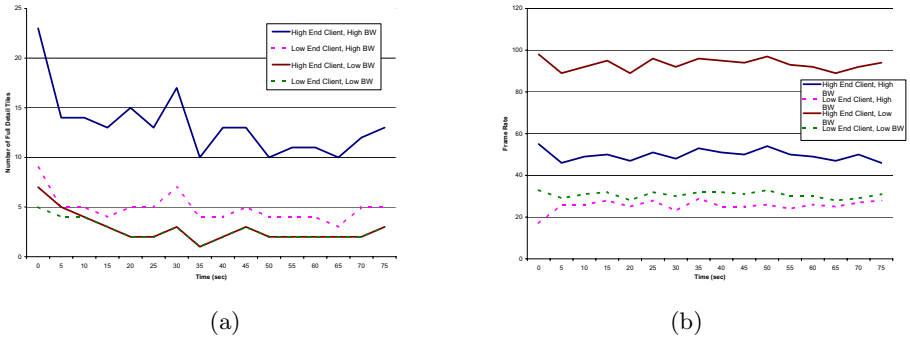 25
20
15
10
5
0
Number of Full Detail Tiles
High End Client, High BW
Low End Client, High BW
High End Client, Low BW
Low End Client, Low BW
0 5 10 15 20 25 30 35 40 45 50 55 60 65 70 75
Time (sec)
(a)
120
100
80
60
40
20
0
Frame Rate
High End Client, High
BW
Low End Client, High
BW
High End Client, Low
BW
Low End Client, Low BW
0 5 10 15 20 25 30 35 40 45 50 55 60 65 70 75
Time (sec)
(b)